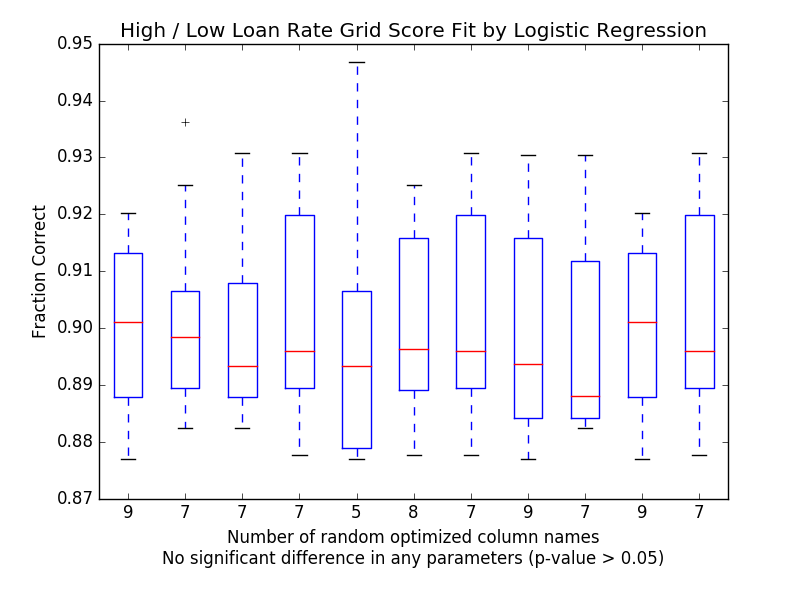 High / Low Loan Rate Grid Score Fit by Logistic Regression
0.95
0.94
0.93
0.92
0.91
0.90
0.89
0.88
0.87
Fraction Correct
9 7 7 7 5 8 7 9 7 9 7
Number of random optimized column names
No significant difference in any parameters (p-value > 0.05)